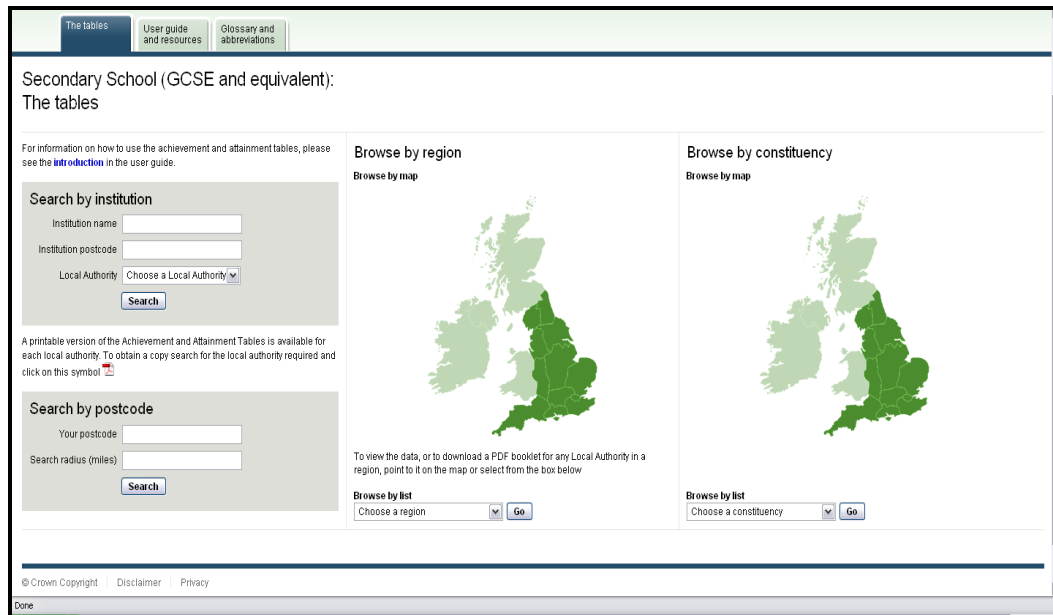 The tables
User guide
and resources
Glossary and
abbreviations
Secondary School (GCSE and equivalent):
The tables
For information on how to use the achievement and attainment tables, please
see the introduction in the user guide.
Search by institution
Institution name
Institution postcode
Local Authority Choose a Local Authority
Search
A printable version of the Achievement and Attainment Tables is available for
each local authority. To obtain a copy search for the local authority required and
click on this symbol
Search by postcode
Your postcode
Search radius (miles)
Search
Browse by region
Browse by map
To view the data, or to download a PDF booklet for any Local Authority in a
region, point to it on the map or select from the box below
Browse by list
Choose a region Go
Browse by constituency
Browse by map
Browse by list
Choose a constituency Go
© Crown Copyright Disclaimer Privacy
Done